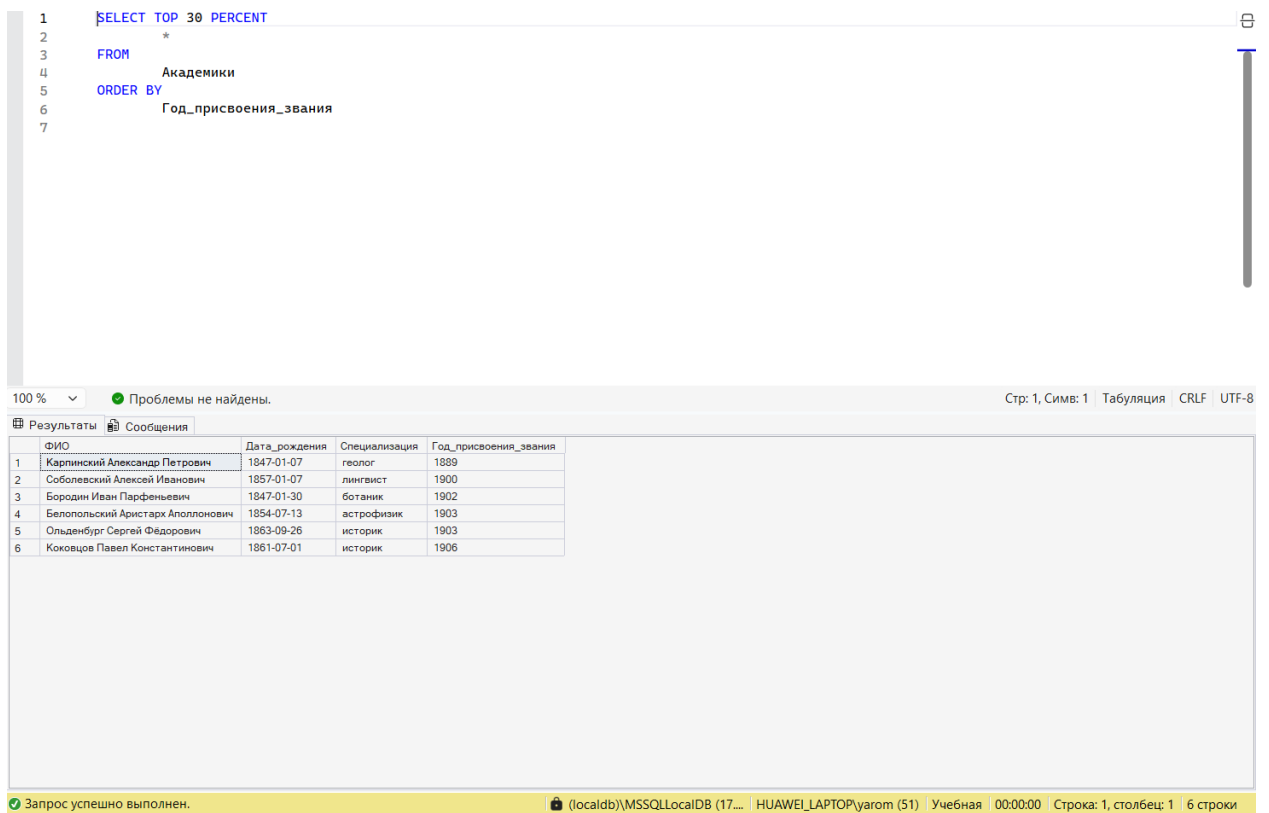 1 SELECT TOP 30 PERCENT
2 *
3 FROM
4 Академики
5 ORDER BY
6 Год_присвоения_звания
7
100 % Проблемы не найдены. Стр: 1, Симв: 1 Табуляция CRLF UTF-8
Результаты Сообщения
ФИО Дата_рождения Специализация Год_присвоения_звания
1 Карпинский Александр Петрович 1847-01-07 геолог 1889
2 Соболевский Алексей Иванович 1857-01-07 лингвист 1900
3 Бородин Иван Парфеньевич 1847-01-30 ботаник 1902
4 Белопольский Аристарх Аполлонович 1854-07-13 астрофизик 1903
5 Ольденбург Сергей Фёдорович 1863-09-26 историк 1903
6 Коковцов Павел Константинович 1861-07-01 историк 1906
Запрос успешно выполнен. (localdb)\MSSQLLocalDB (17.... HUAWEI_LAPTOP\yarom (51) Учебная 00:00:00 Строка: 1, столбец: 1 6 строки